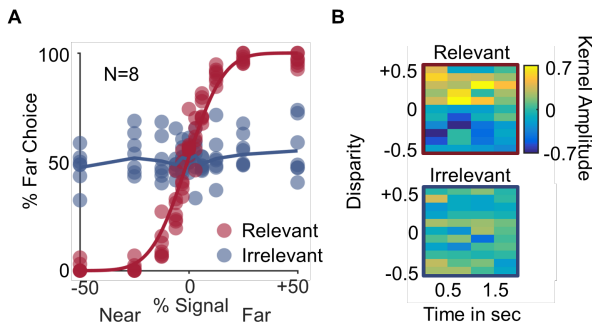 A
% Far Choice
100
50
0
N=8
Relevant
Irrelevant
-50
0
+50
Near
% Signal
Far
B
Relevant
Disparity
+0.5
0
-0.5
0.7
0
-0.7
Kernel Amplitude
Irrelevant
+0.5
0
-0.5
0.5
1.5
Time in sec